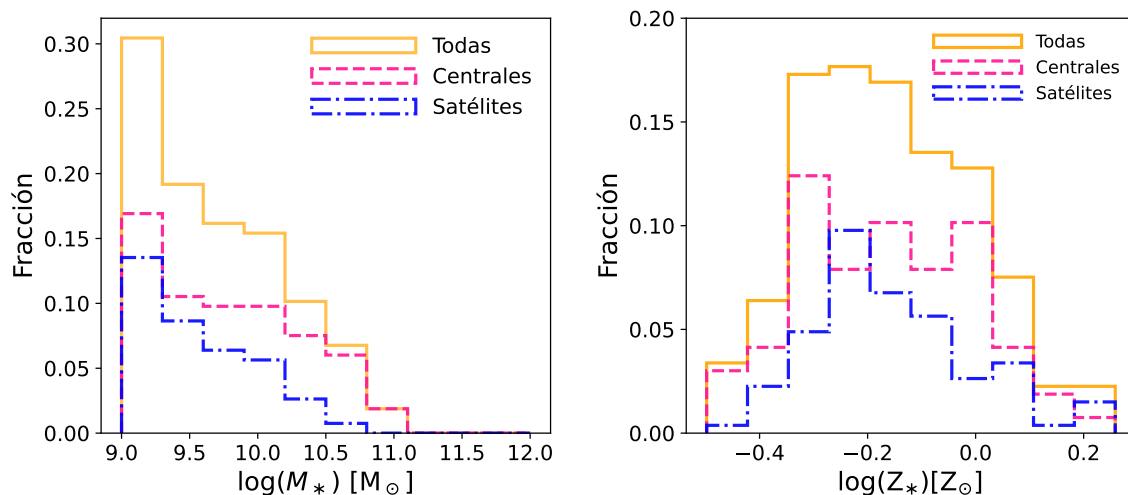 0.30
0.25
0.20
0.15
0.10
0.05
0.00
Fracción
Todas
Centrales
Satélites
9.0 9.5 10.0 10.5 11.0 11.5 12.0
log(M∗) [M⊙]
0.20
0.15
0.10
0.05
0.00
Fracción
Todas
Centrales
Satélites
−0.4 −0.2 0.0 0.2
log(Z∗)[Z⊙]